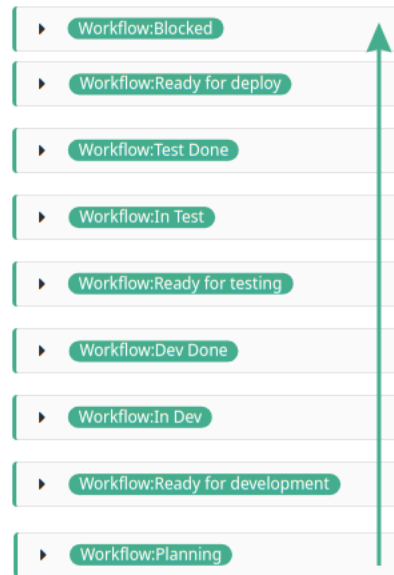 Workflow:Blocked
Workflow:Ready for deploy
Workflow:Test Done
Workflow:In Test
Workflow:Ready for testing
Workflow:Dev Done
Workflow:In Dev
Workflow:Ready for development
Workflow:Planning